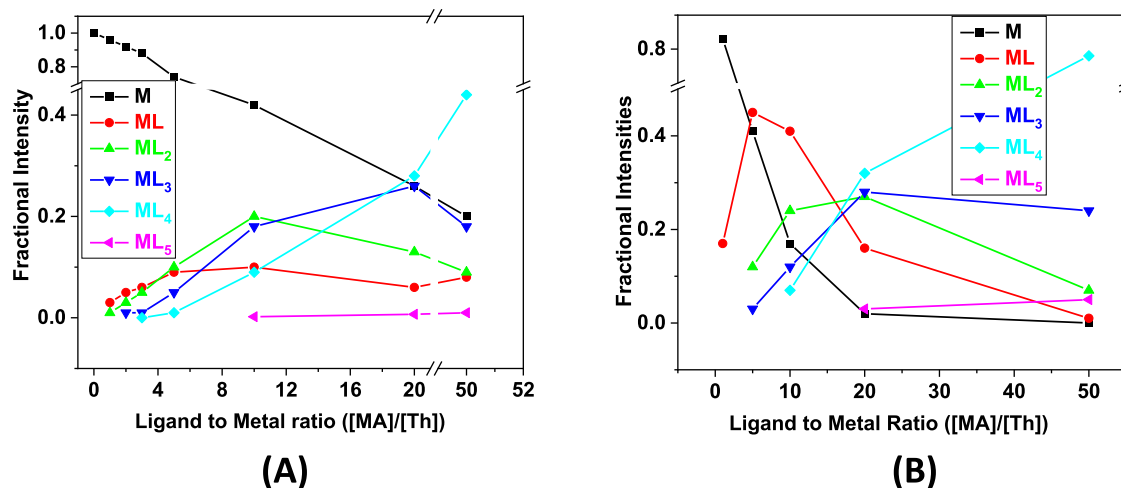 1.0
0.8
0.4
0.2
0.0
Fractional Intensity
M
ML
ML₂
ML₃
ML₄
ML₅
0 4 8 12 16 20 50 52
Ligand to Metal ratio ([MA]/[Th])
(A)
0.8
0.4
0.2
0.0
Fractional Intensities
M
ML
ML₂
ML₃
ML₄
ML₅
0 10 20 30 40 50
Ligand to Metal Ratio ([MA]/[Th])
(B)